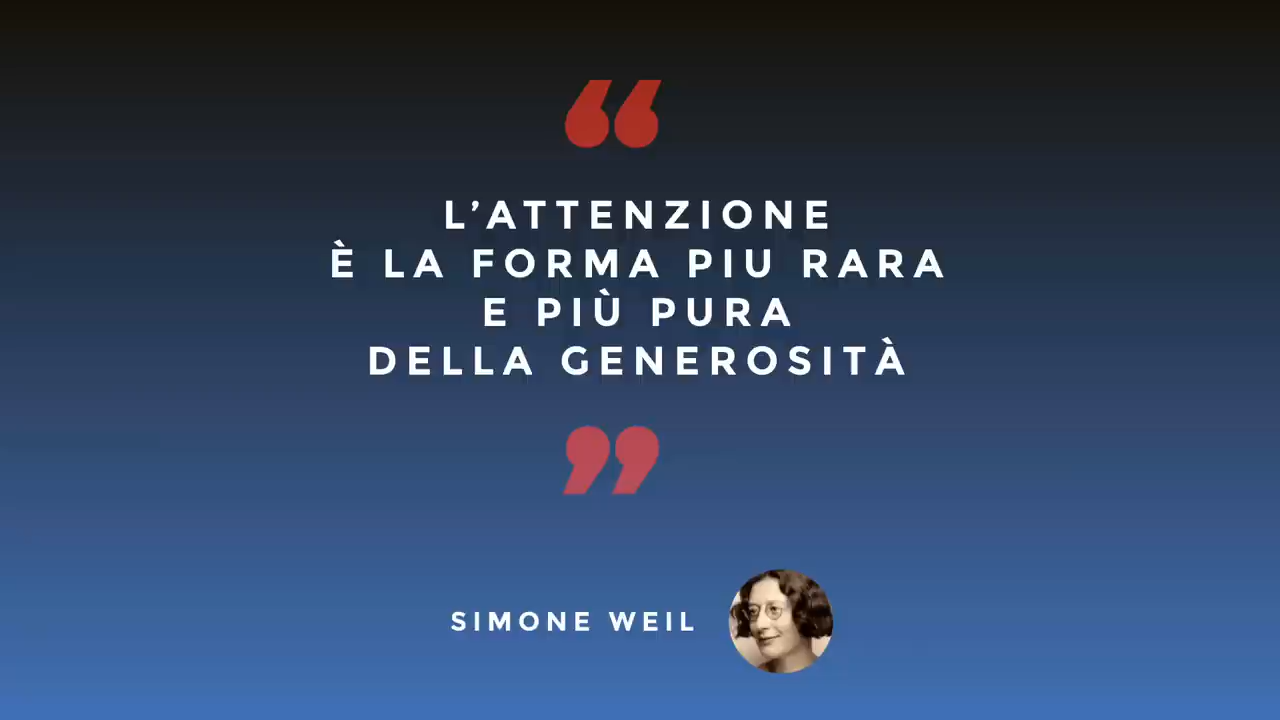 “
L’ATTENZIONE
È LA FORMA PIU RARA
E PIÙ PURA
DELLA GENEROSITÀ
”
SIMONE WEIL